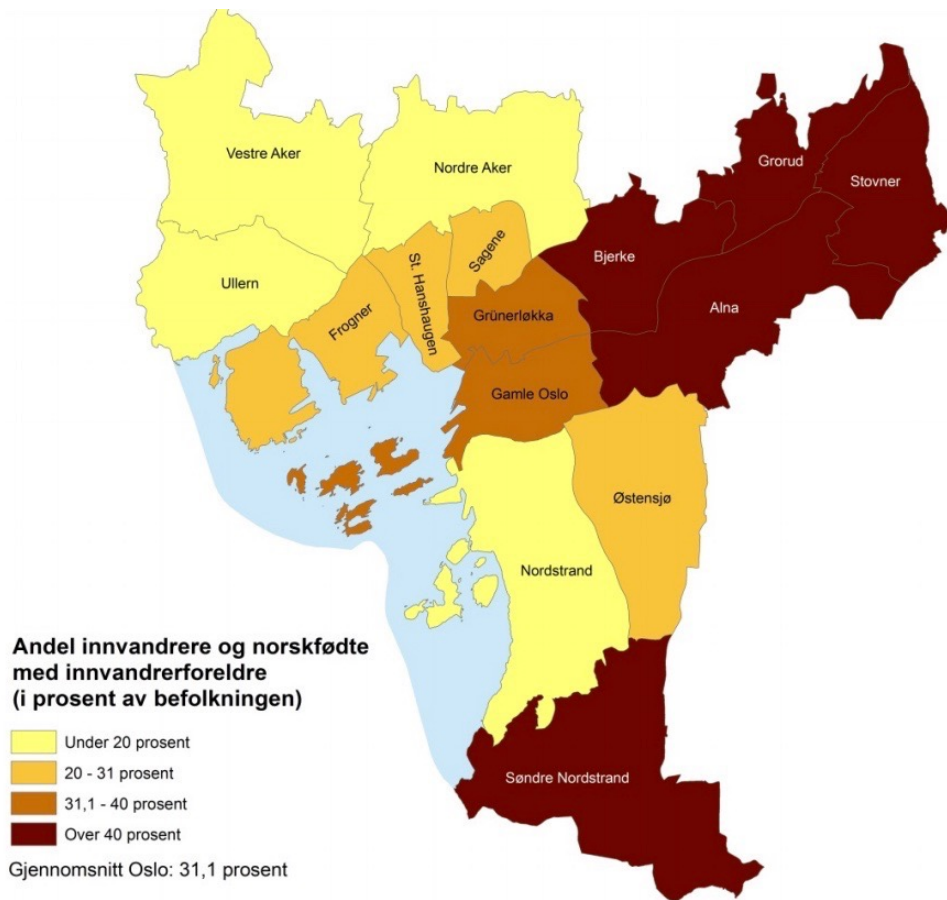 Vestre Aker
Nordre Aker
Grorud
Stovner
Sagene
Bjerke
Ullern
St. Hanshaugen
Frogner
Alna
Grünerløkka
Gamle Oslo
Østensjø
Nordstrand
Søndre Nordstrand
Andel innvandrere og norskfødte
med innvandrerforeldre
(i prosent av befolkningen)
Under 20 prosent
20 - 31 prosent
31,1 - 40 prosent
Over 40 prosent
Gjennomsnitt Oslo: 31,1 prosent